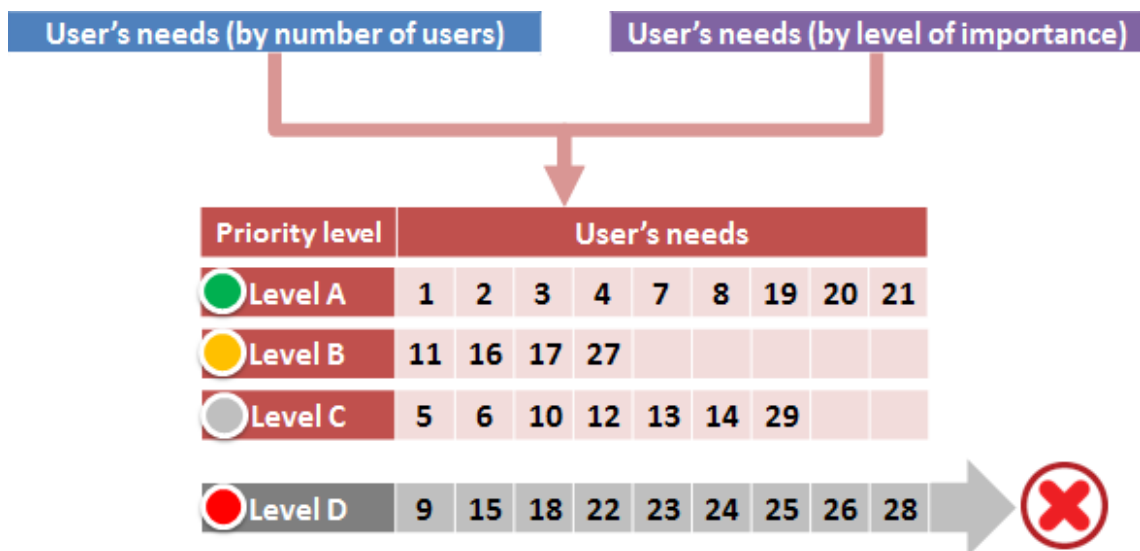 User's needs (by number of users) User's needs (by level of importance)
Priority level User's needs
Level A 1 2 3 4 7 8 19 20 21
Level B 11 16 17 27
Level C 5 6 10 12 13 14 29
Level D 9 15 18 22 23 24 25 26 28